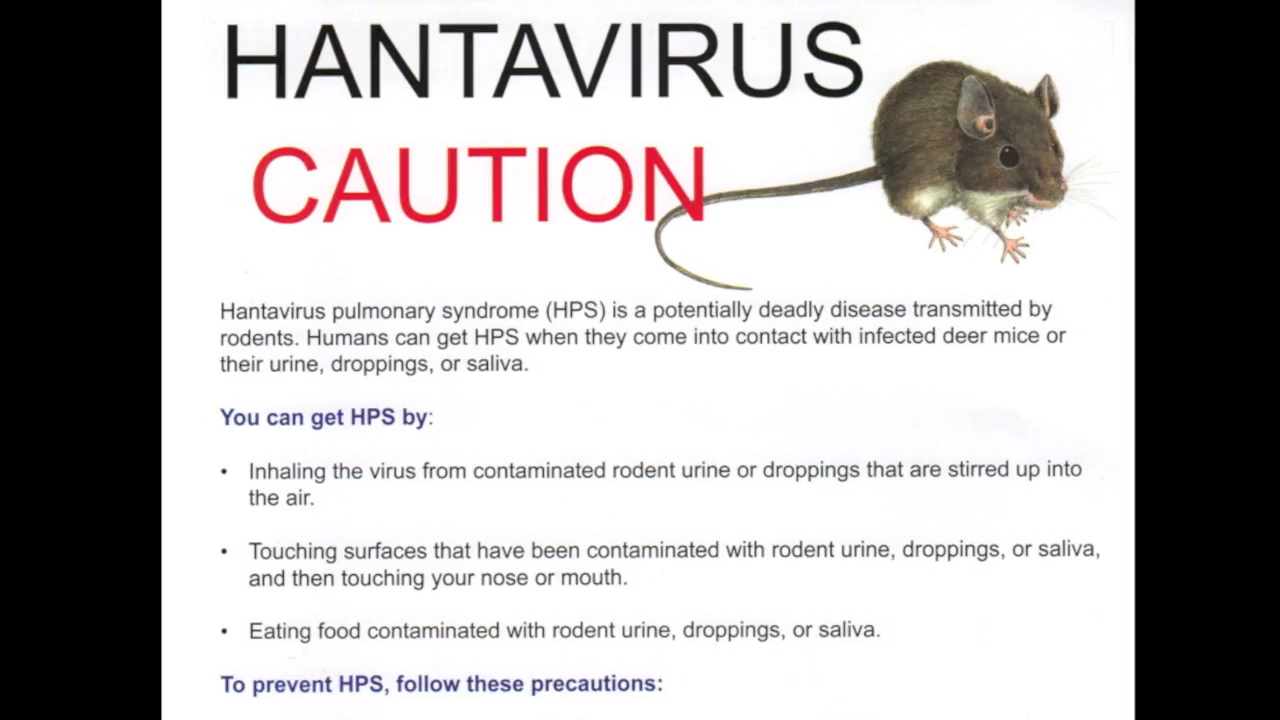 HANTAVIRUS
CAUTION
Hantavirus pulmonary syndrome (HPS) is a potentially deadly disease transmitted by
rodents. Humans can get HPS when they come into contact with infected deer mice or
their urine, droppings, or saliva.
You can get HPS by:
• Inhaling the virus from contaminated rodent urine or droppings that are stirred up into
the air.
• Touching surfaces that have been contaminated with rodent urine, droppings, or saliva,
and then touching your nose or mouth.
• Eating food contaminated with rodent urine, droppings, or saliva.
To prevent HPS, follow these precautions: